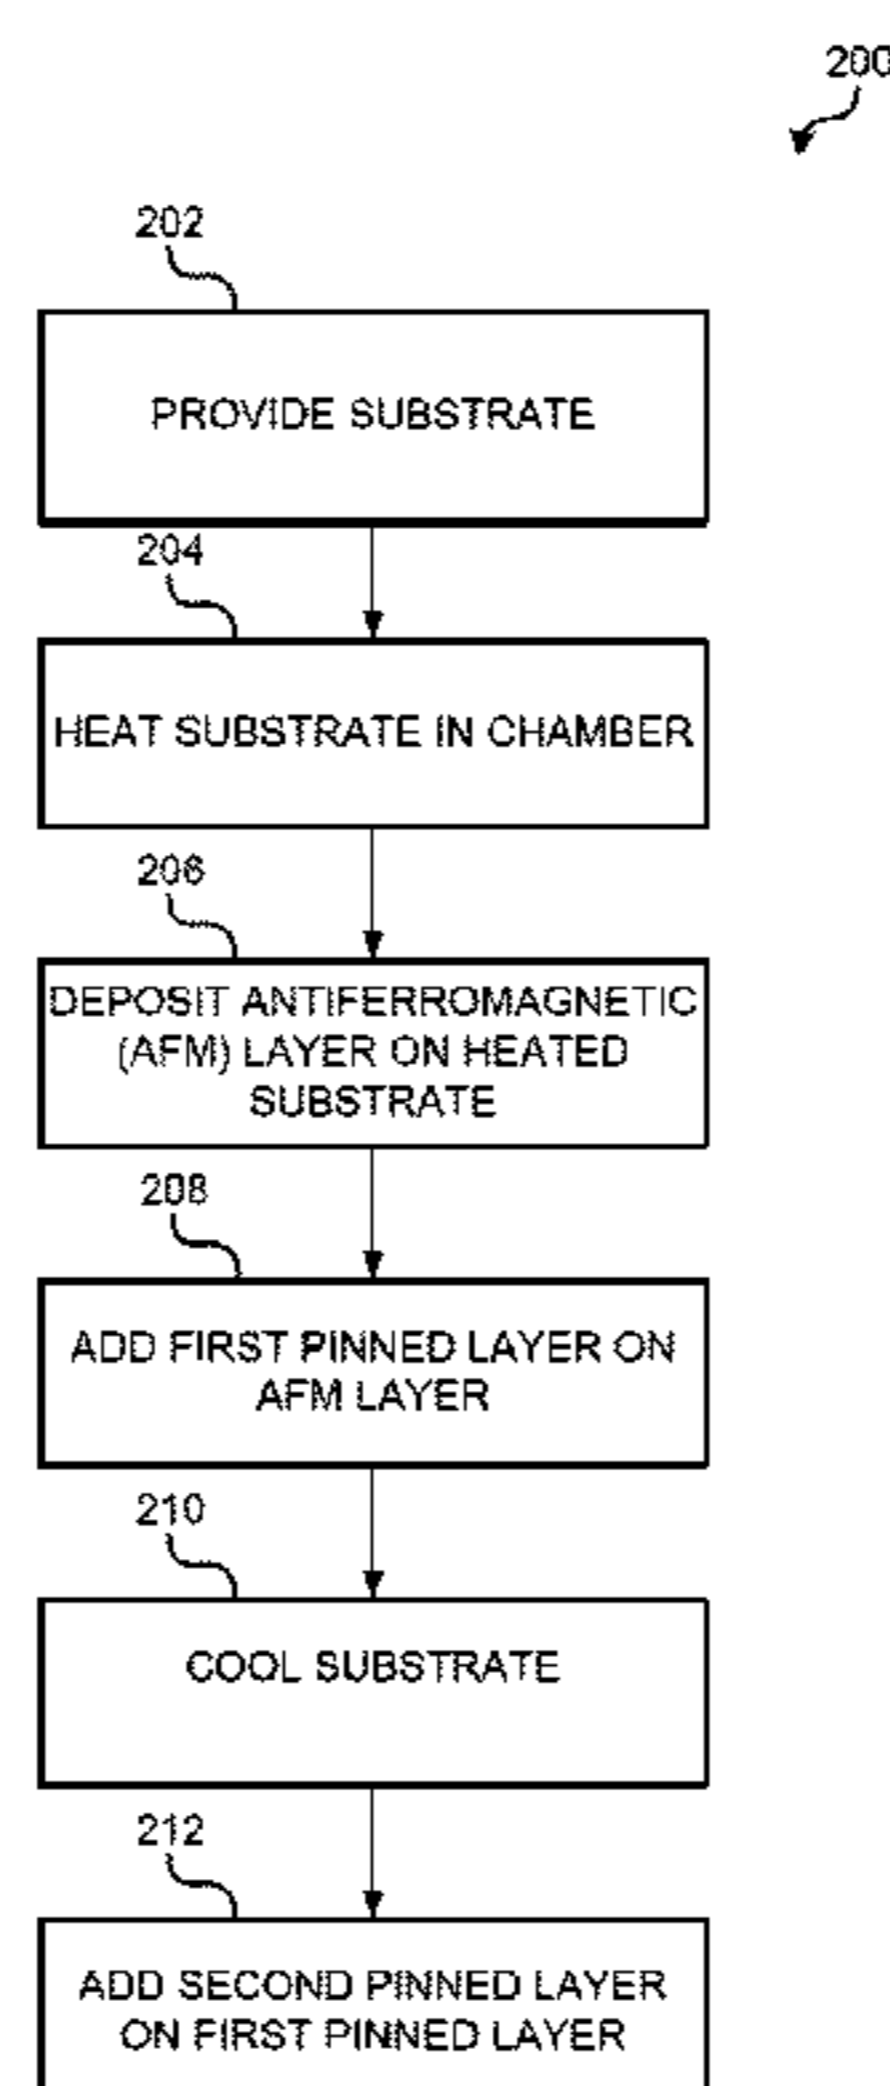 200
202
PROVIDE SUBSTRATE
204
HEAT SUBSTRATE IN CHAMBER
206
DEPOSIT ANTIFERROMAGNETIC
(AFM) LAYER ON HEATED
SUBSTRATE
208
ADD FIRST PINNED LAYER ON
AFM LAYER
210
COOL SUBSTRATE
212
ADD SECOND PINNED LAYER
ON FIRST PINNED LAYER